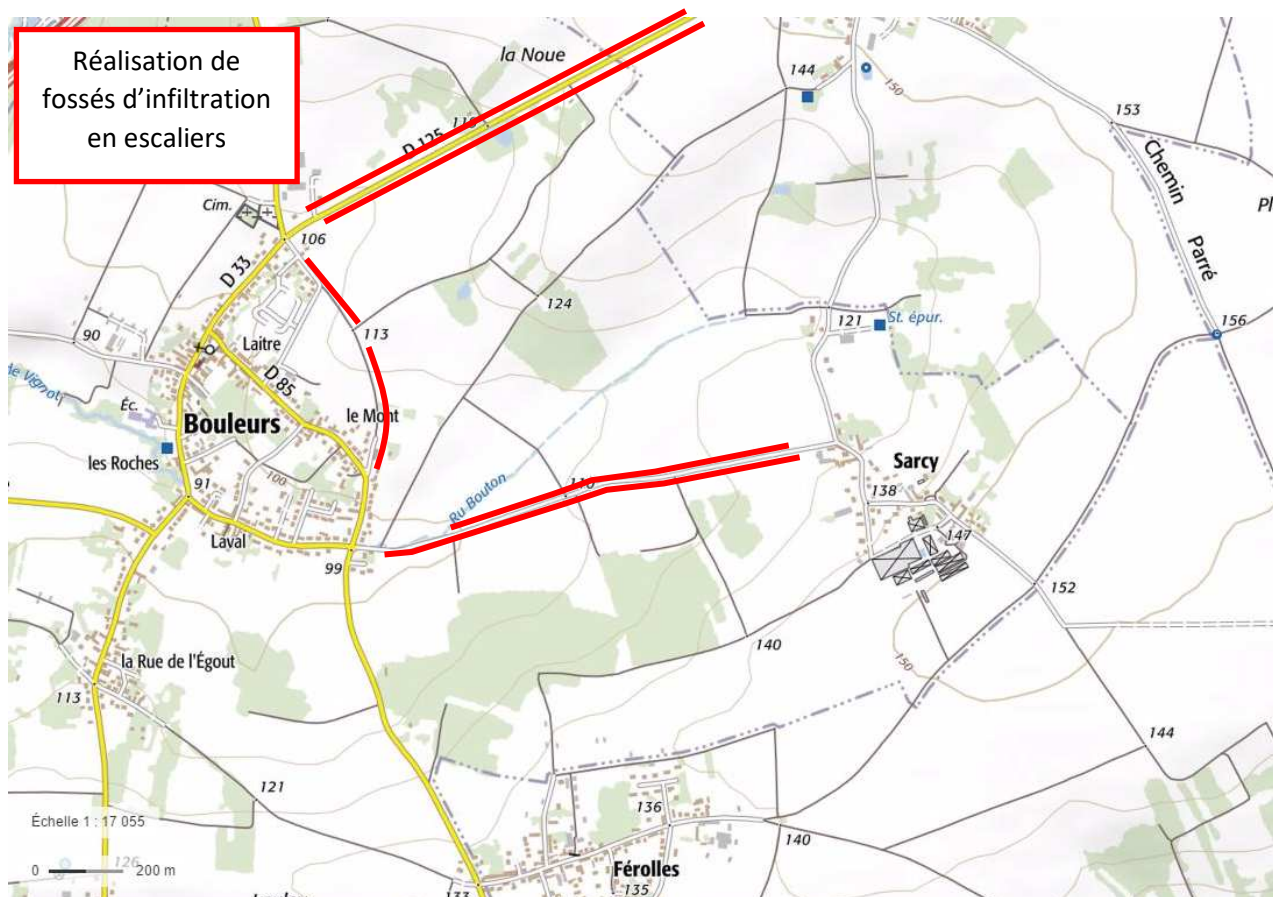 Réalisation de
fossés d’infiltration
en escaliers
la Noue
144
150
153
Chemin
Parré
Pl
D 125
Cim.
106
D 33
124
121
St. épur.
156
90
113
Laitre
D 85
le Mont
Éc.
Bouleurs
les Roches
100
91
Ru Bouton
110
Sarcy
138
147
Laval
99
152
140
150
la Rue de l'Égout
113
144
121
136
Échelle 1 : 17 055
0 200 m
126
140
Férolles
135
133